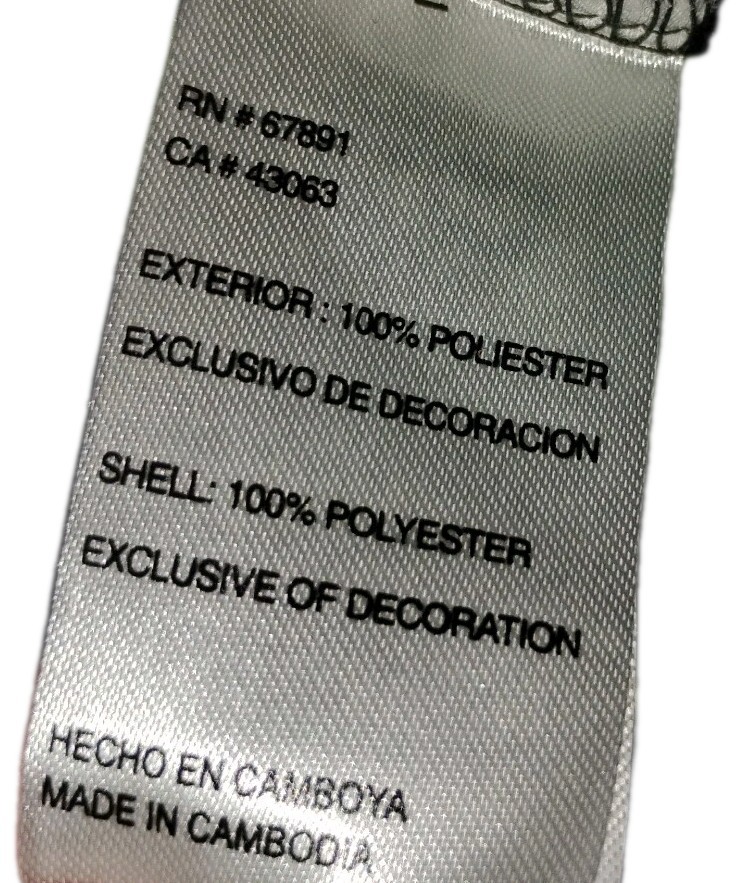 RN # 67891
CA # 43063
EXTERIOR : 100% POLIESTER
EXCLUSIVO DE DECORACION
SHELL: 100% POLYESTER
EXCLUSIVE OF DECORATION
HECHO EN CAMBOYA
MADE IN CAMBODIA